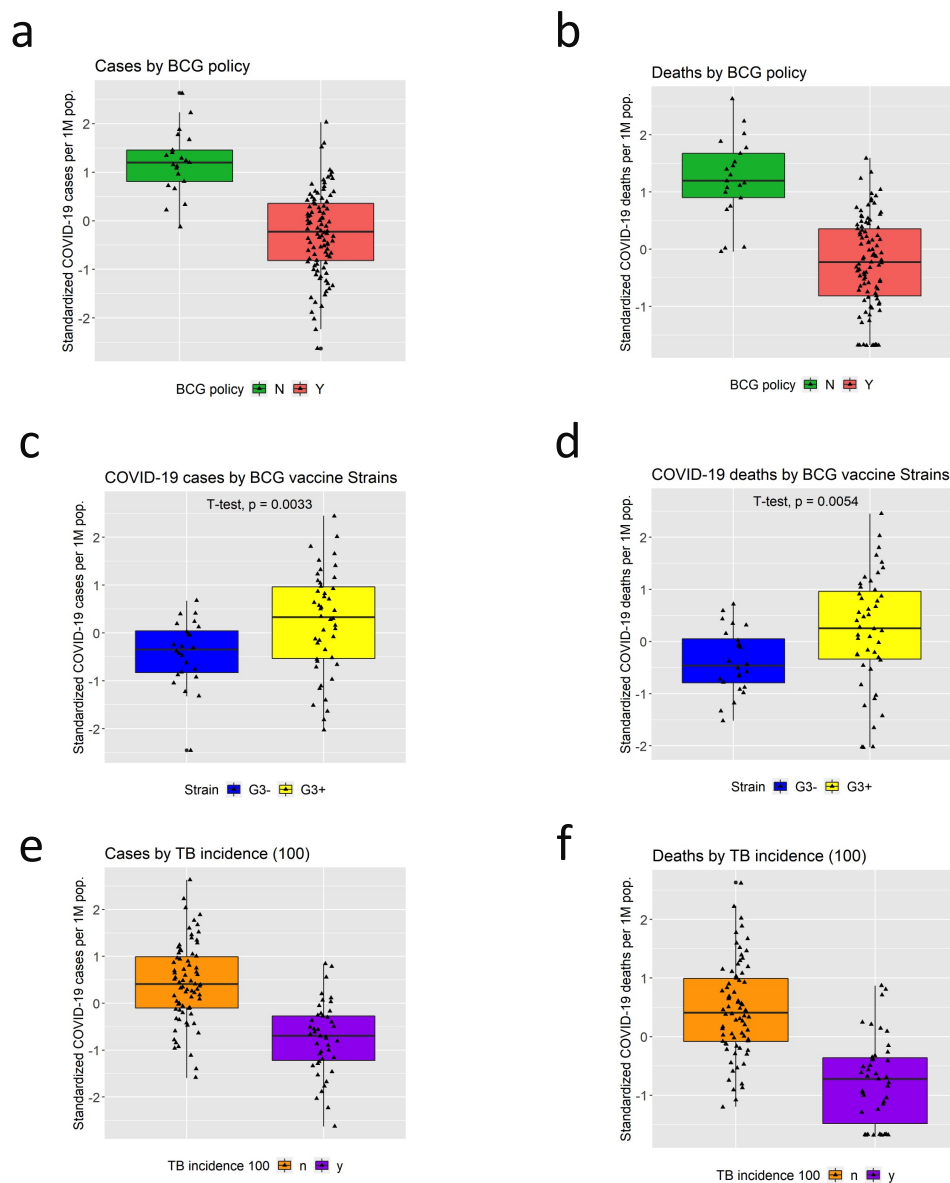 a
Cases by BCG policy
Standardized COVID-19 cases per 1M pop.
2
1
0
-1
-2
BCG policy N Y
b
Deaths by BCG policy
Standardized COVID-19 deaths per 1M pop.
2
1
0
-1
BCG policy N Y
c
COVID-19 cases by BCG vaccine Strains
T-test, p = 0.0033
Standardized COVID-19 cases per 1M pop.
2
1
0
-1
-2
Strain G3- G3+
d
COVID-19 deaths by BCG vaccine Strains
T-test, p = 0.0054
Standardized COVID-19 deaths per 1M pop.
2
1
0
-1
-2
Strain G3- G3+
e
Cases by TB incidence (100)
Standardized COVID-19 cases per 1M pop.
2
1
0
-1
-2
TB incidence 100 n y
f
Deaths by TB incidence (100)
Standardized COVID-19 deaths per 1M pop.
2
1
0
-1
TB incidence 100 n y